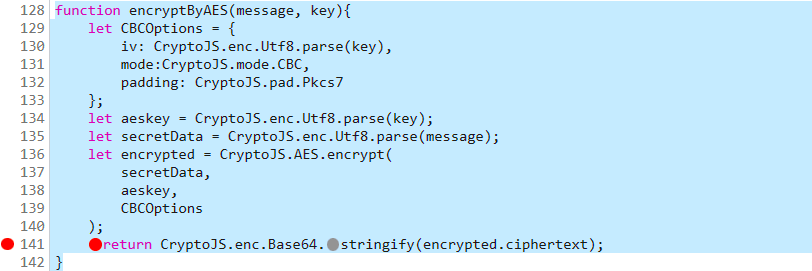 128 function encryptByAES(message, key){
129     let CBCOptions = {
130         iv: CryptoJS.enc.Utf8.parse(key),
131         mode:CryptoJS.mode.CBC,
132         padding: CryptoJS.pad.Pkcs7
133     };
134     let aeskey = CryptoJS.enc.Utf8.parse(key);
135     let secretData = CryptoJS.enc.Utf8.parse(message);
136     let encrypted = CryptoJS.AES.encrypt(
137         secretData,
138         aeskey,
139         CBCOptions
140     );
141     return CryptoJS.enc.Base64.stringify(encrypted.ciphertext);
142 }